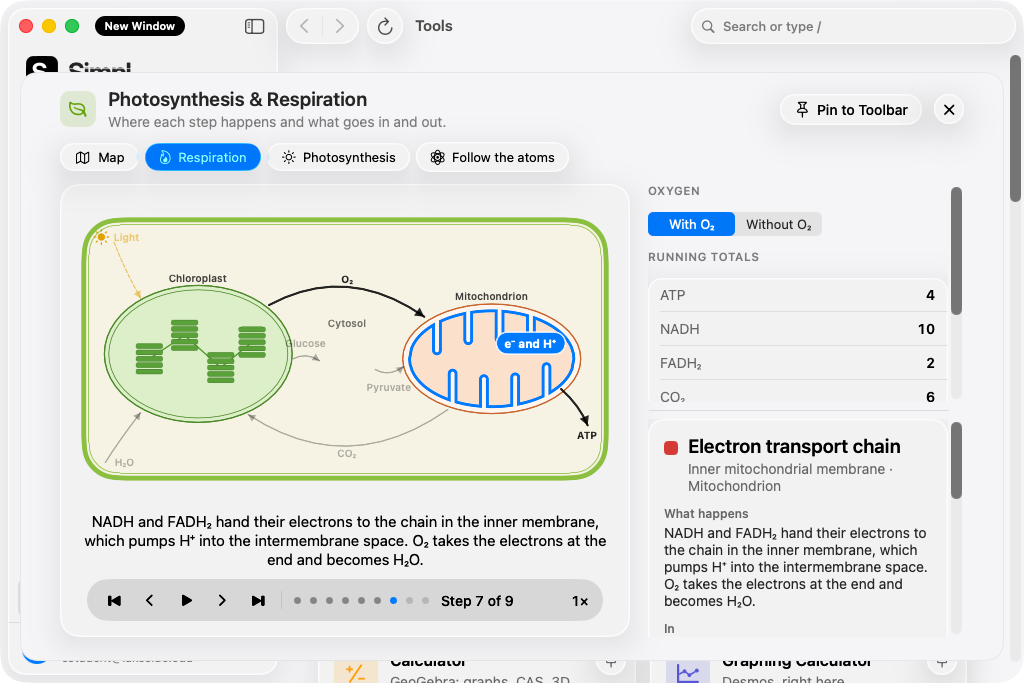 New Window
Tools
Search or type /
Simpl
Photosynthesis & Respiration
Where each step happens and what goes in and out.
Pin to Toolbar
Map
Respiration
Photosynthesis
Follow the atoms
Light
Chloroplast
O₂
Mitochondrion
Cytosol
Glucose
e⁻ and H⁺
Pyruvate
ATP
H₂O
CO₂
NADH and FADH₂ hand their electrons to the chain in the inner membrane,
which pumps H⁺ into the intermembrane space. O₂ takes the electrons at the
end and becomes H₂O.
Step 7 of 9
1×
OXYGEN
With O₂
Without O₂
RUNNING TOTALS
ATP 4
NADH 10
FADH₂ 2
CO₂ 6
Electron transport chain
Inner mitochondrial membrane ·
Mitochondrion
What happens
NADH and FADH₂ hand their electrons to
the chain in the inner membrane, which
pumps H⁺ into the intermembrane space.
O₂ takes the electrons at the end and
becomes H₂O.
In
Calculator
GeoGebra: graphs, CAS, 3D
Graphing Calculator
Desmos, right here